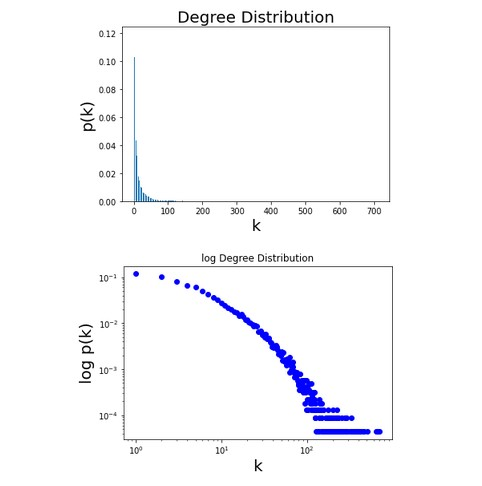 Degree Distribution
0.12
0.10
0.08
0.06
0.04
0.02
0.00
p(k)
0 100 200 300 400 500 600 700
k
log Degree Distribution
10⁻¹
10⁻²
10⁻³
10⁻⁴
log p(k)
10⁰ 10¹ 10²
k